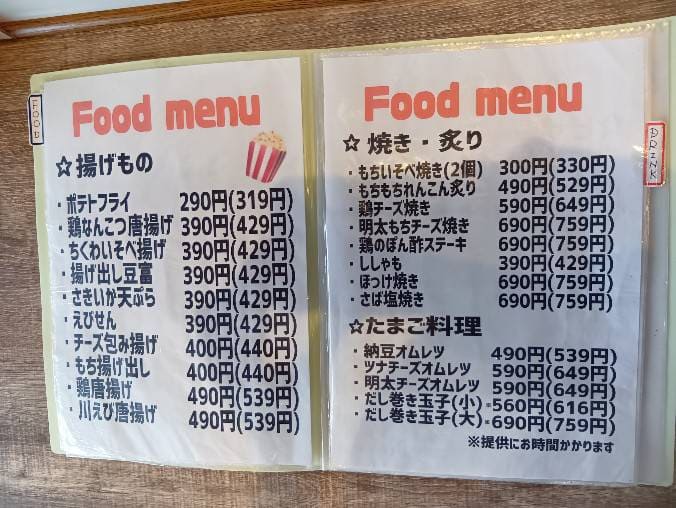 FOOD
Food menu
☆揚げもの
・ポテトフライ 290円(319円)
・鶏なんこつ唐揚げ 390円(429円)
・ちくわいそべ揚げ 390円(429円)
・揚げ出し豆富 390円(429円)
・さきいか天ぷら 390円(429円)
・えびせん 390円(429円)
・チーズ包み揚げ 400円(440円)
・もち揚げ出し 400円(440円)
・鶏唐揚げ 490円(539円)
・川えび唐揚げ 490円(539円)
Food menu
☆焼き・炙り
・もちいそべ焼き(2個) 300円(330円)
・もちもちれんこん炙り 490円(529円)
・鶏チーズ焼き 590円(649円)
・明太もちチーズ焼き 690円(759円)
・鶏のぽん酢ステーキ 690円(759円)
・ししゃも 390円(429円)
・ほっけ焼き 690円(759円)
・さば塩焼き 690円(759円)
☆たまご料理
・納豆オムレツ 490円(539円)
・ツナチーズオムレツ 590円(649円)
・明太チーズオムレツ 590円(649円)
・だし巻き玉子(小) 560円(616円)
・だし巻き玉子(大) 690円(759円)
※提供にお時間かかります
DRINK